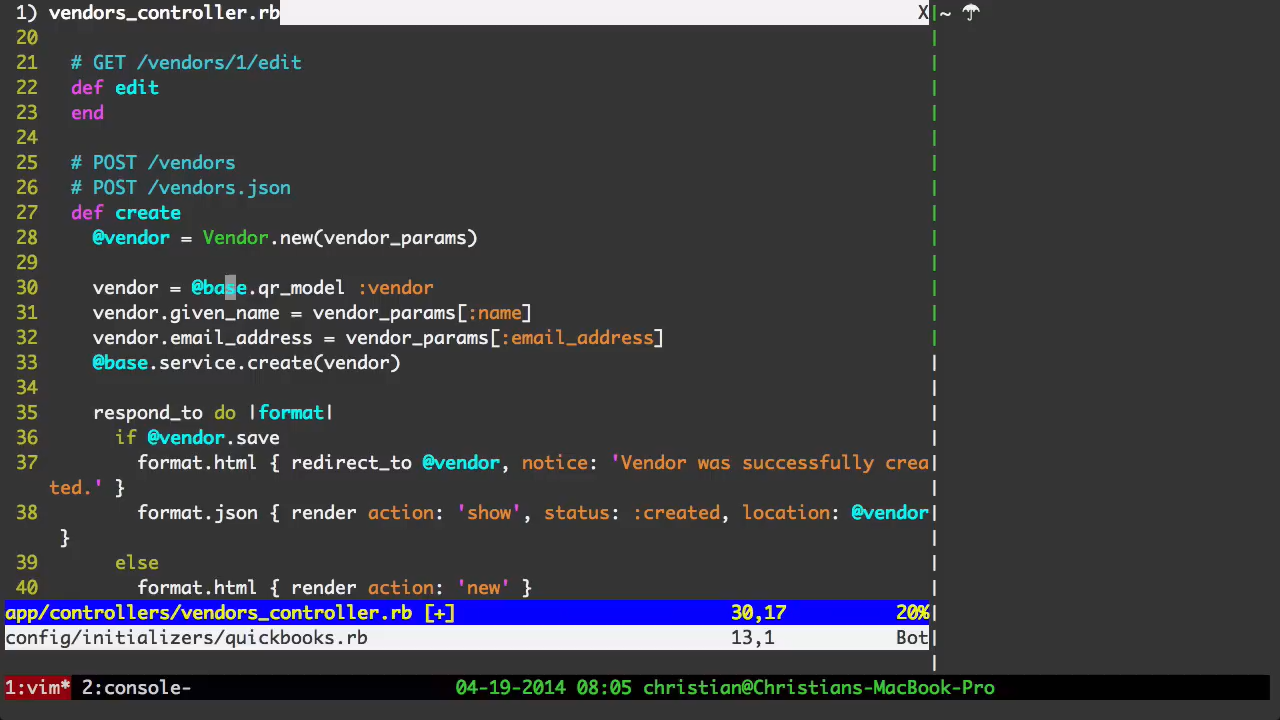 1) vendors_controller.rb X|~ ☂
20
21   # GET /vendors/1/edit
22   def edit
23   end
24
25   # POST /vendors
26   # POST /vendors.json
27   def create
28     @vendor = Vendor.new(vendor_params)
29
30     vendor = @base.qr_model :vendor
31     vendor.given_name = vendor_params[:name]
32     vendor.email_address = vendor_params[:email_address]
33     @base.service.create(vendor)
34
35     respond_to do |format|
36       if @vendor.save
37         format.html { redirect_to @vendor, notice: 'Vendor was successfully crea
ted.' }
38         format.json { render action: 'show', status: :created, location: @vendor
 }
39       else
40         format.html { render action: 'new' }
app/controllers/vendors_controller.rb [+] 30,17 20%
config/initializers/quickbooks.rb 13,1 Bot
1:vim* 2:console- 04-19-2014 08:05 christian@Christians-MacBook-Pro